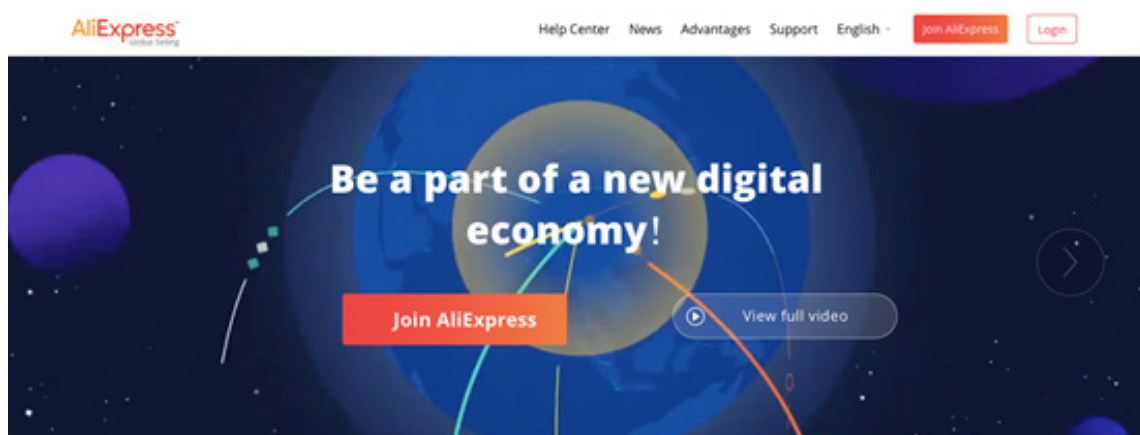 AliExpress™
Global Selling
Help Center News Advantages Support English Join AliExpress Login
Be a part of a new digital
economy!
Join AliExpress
View full video